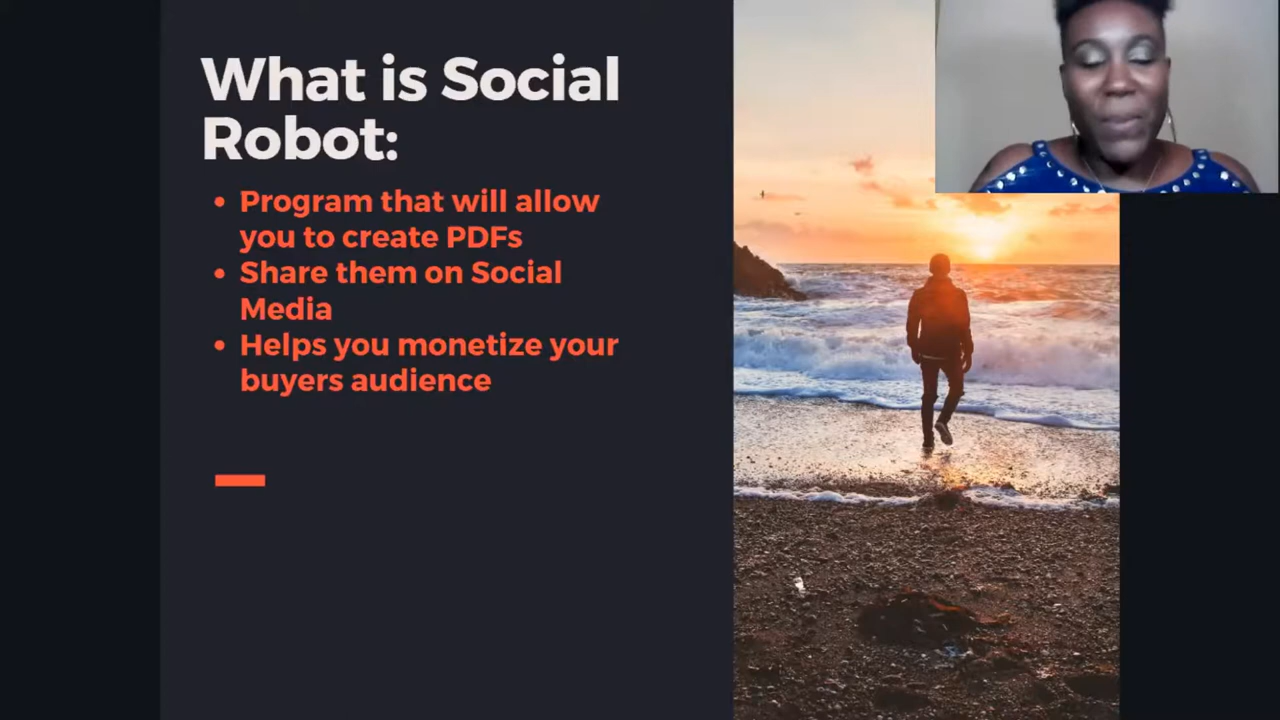 What is Social
Robot:
• Program that will allow
you to create PDFs
• Share them on Social
Media
• Helps you monetize your
buyers audience